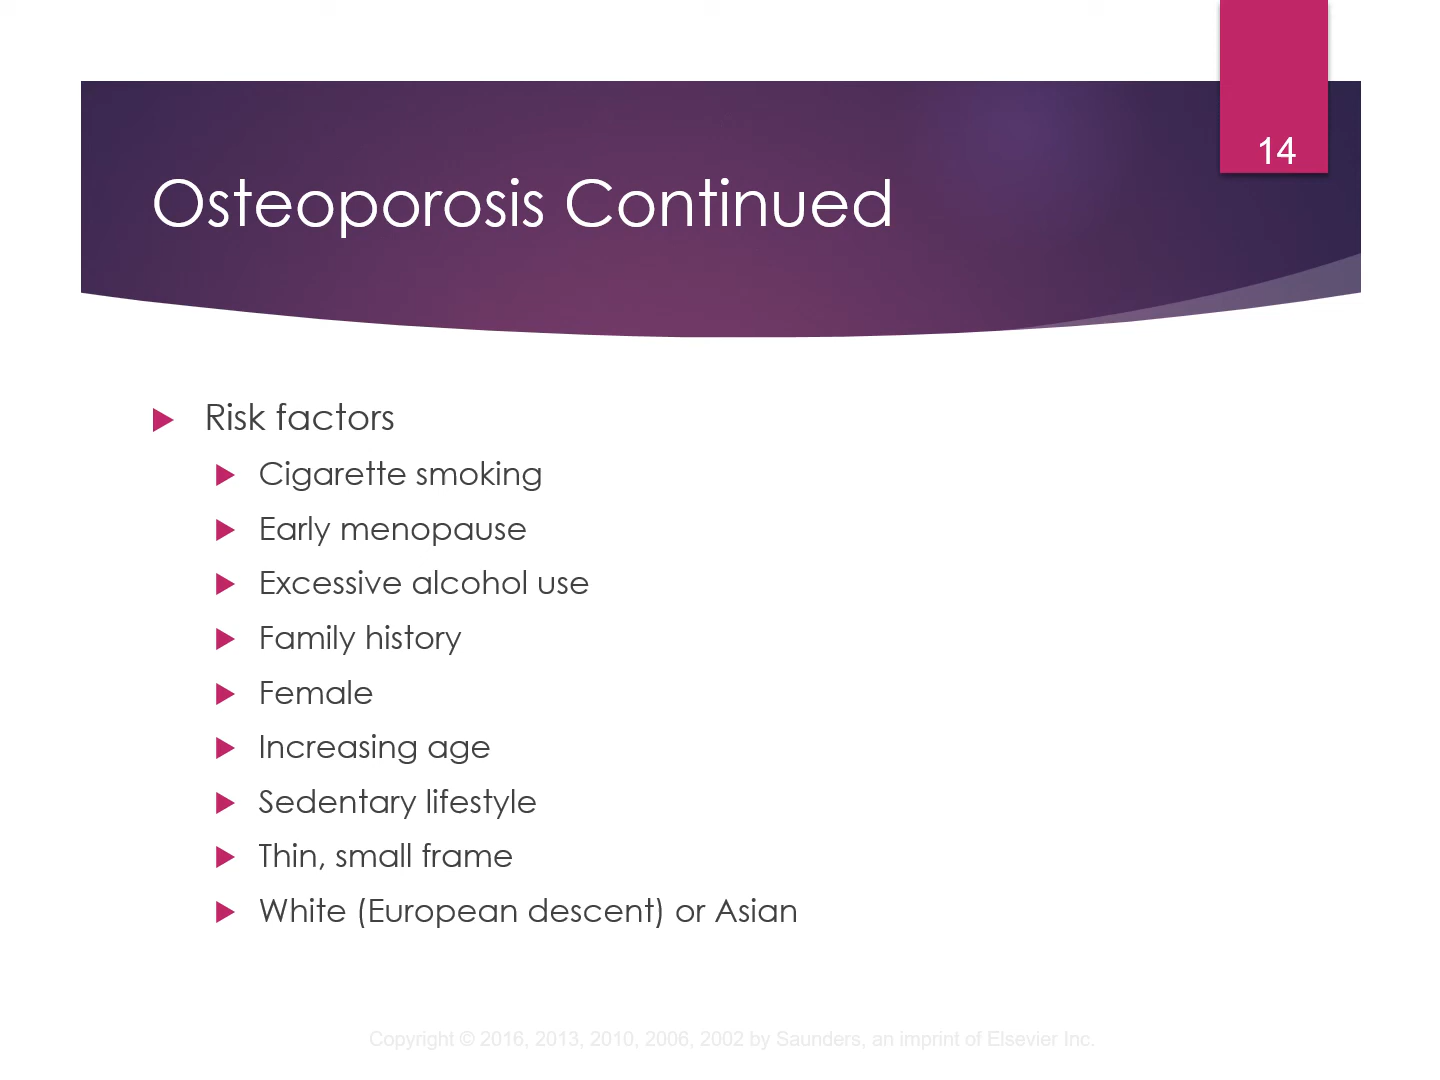 14
Osteoporosis Continued
Risk factors
Cigarette smoking
Early menopause
Excessive alcohol use
Family history
Female
Increasing age
Sedentary lifestyle
Thin, small frame
White (European descent) or Asian
Copyright © 2016, 2013, 2010, 2006, 2002 by Saunders, an imprint of Elsevier Inc.